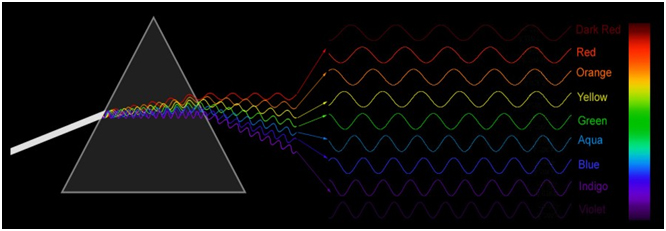 Dark Red
Red
Orange
Yellow
Green
Aqua
Blue
Indigo
Violet